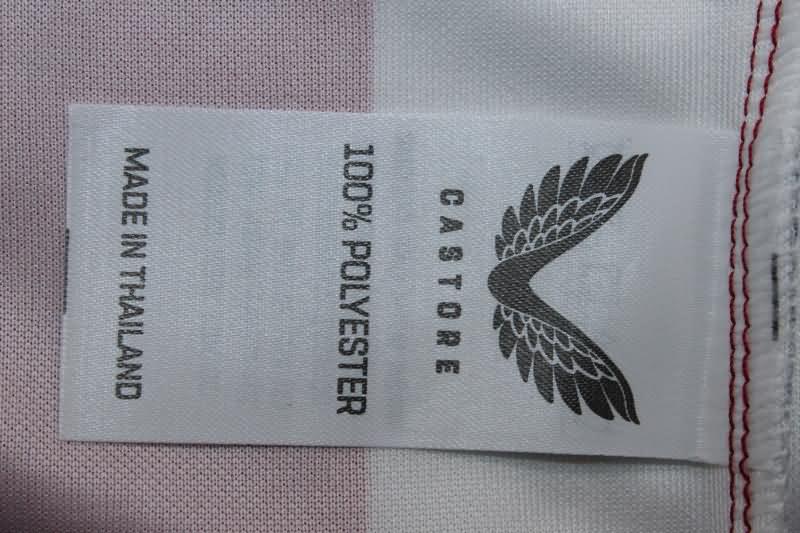 CASTORE
100% POLYESTER
MADE IN THAILAND